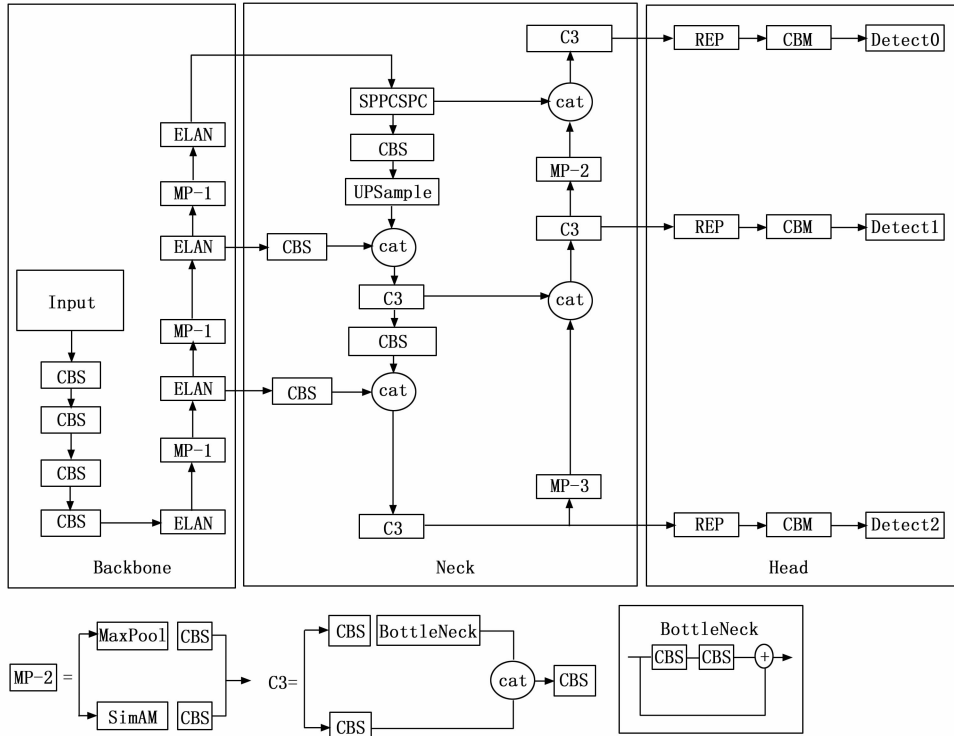 C3
REP
CBM
Detect0
SPPCSPC
cat
ELAN
CBS
MP-1
UPSample
MP-2
ELAN
CBS
cat
C3
REP
CBM
Detect1
Input
C3
cat
MP-1
CBS
CBS
ELAN
CBS
cat
CBS
MP-1
CBS
MP-3
CBS
ELAN
C3
REP
CBM
Detect2
Backbone
Neck
Head
MaxPool
CBS
MP-2
=
SimAM
CBS
C3=
CBS
BottleNeck
cat
CBS
CBS
BottleNeck
CBS
CBS
+